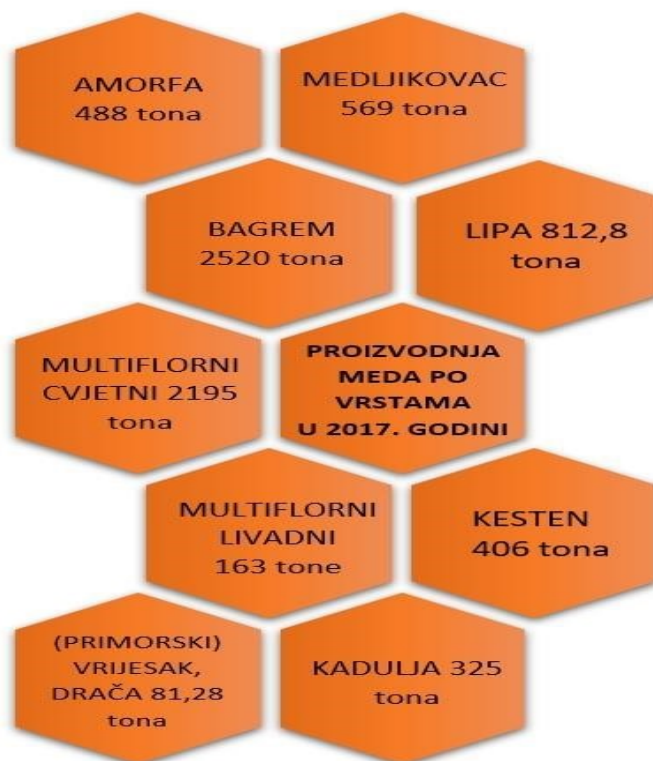 AMORFA
488 tona
MEDLJIKOVAC
569 tona
BAGREM
2520 tona
LIPA 812,8
tona
MULTIFLORNI
CVJETNI 2195
tona
PROIZVODNJA
MEDA PO
VRSTAMA
U 2017. GODINI
MULTIFLORNI
LIVADNI
163 tone
KESTEN
406 tona
(PRIMORSKI)
VRIJESAK,
DRAČA 81,28
tona
KADULJA 325
tona